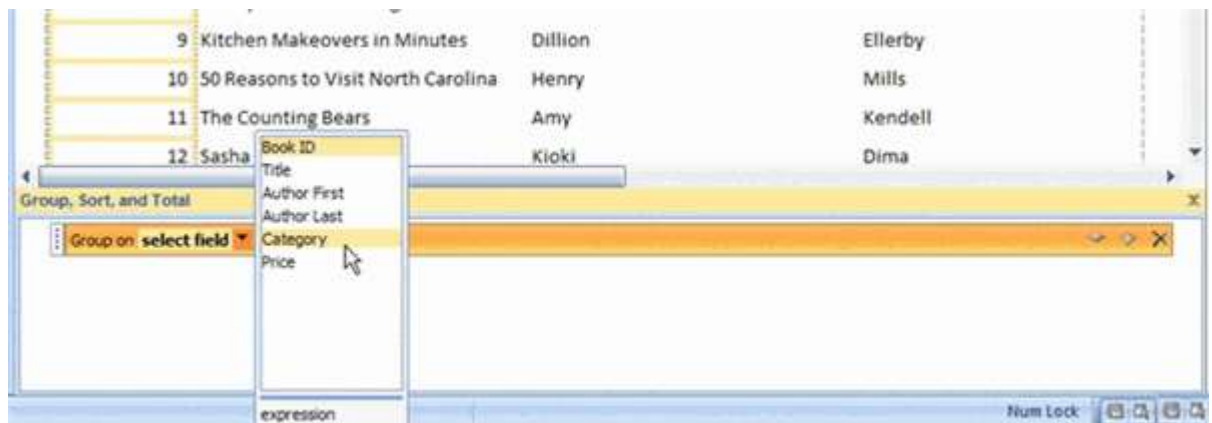 9 Kitchen Makeovers in Minutes Dillion Ellerby
10 50 Reasons to Visit North Carolina Henry Mills
11 The Counting Bears Amy Kendell
12 Sasha Kioki Dima
Book ID
Title
Author First
Author Last
Category
Price
expression
Group, Sort, and Total
Group on select field
Num Lock